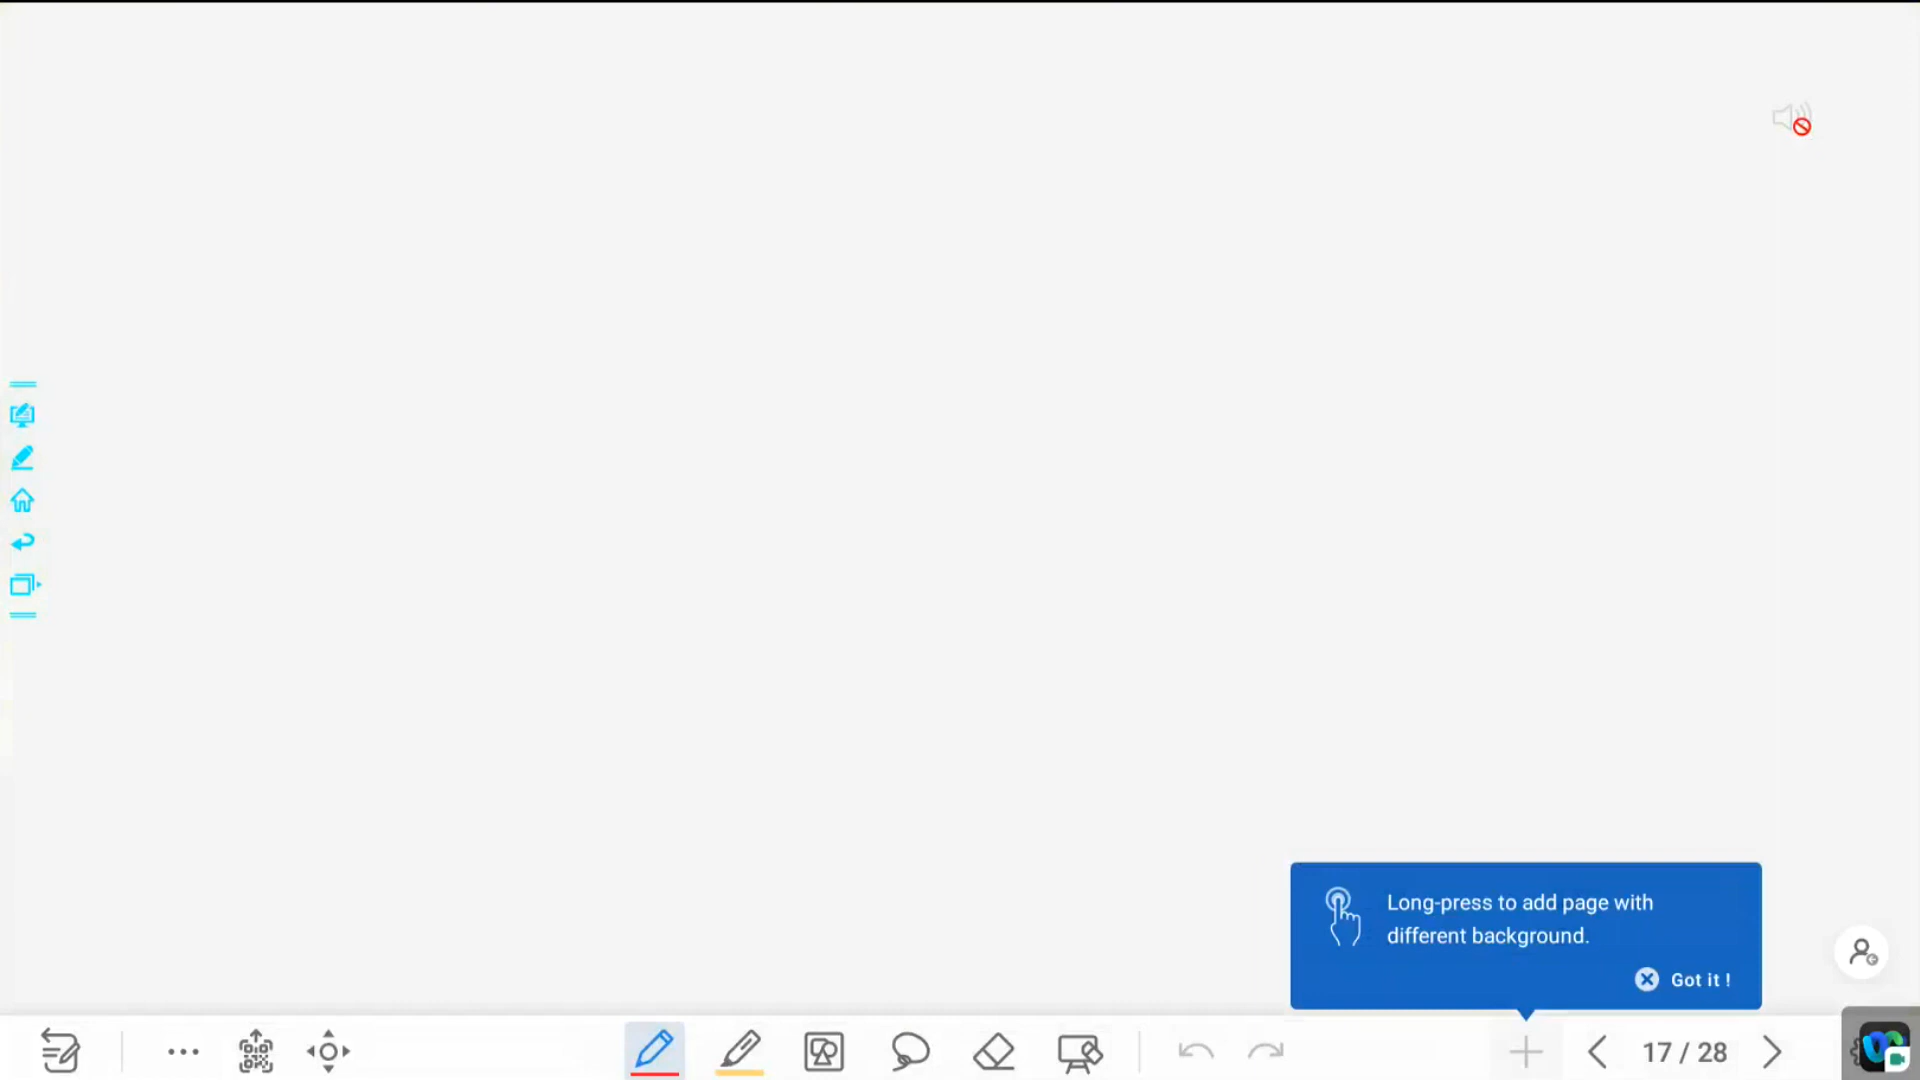 Long-press to add page with
different background.
Got it !
17 / 28